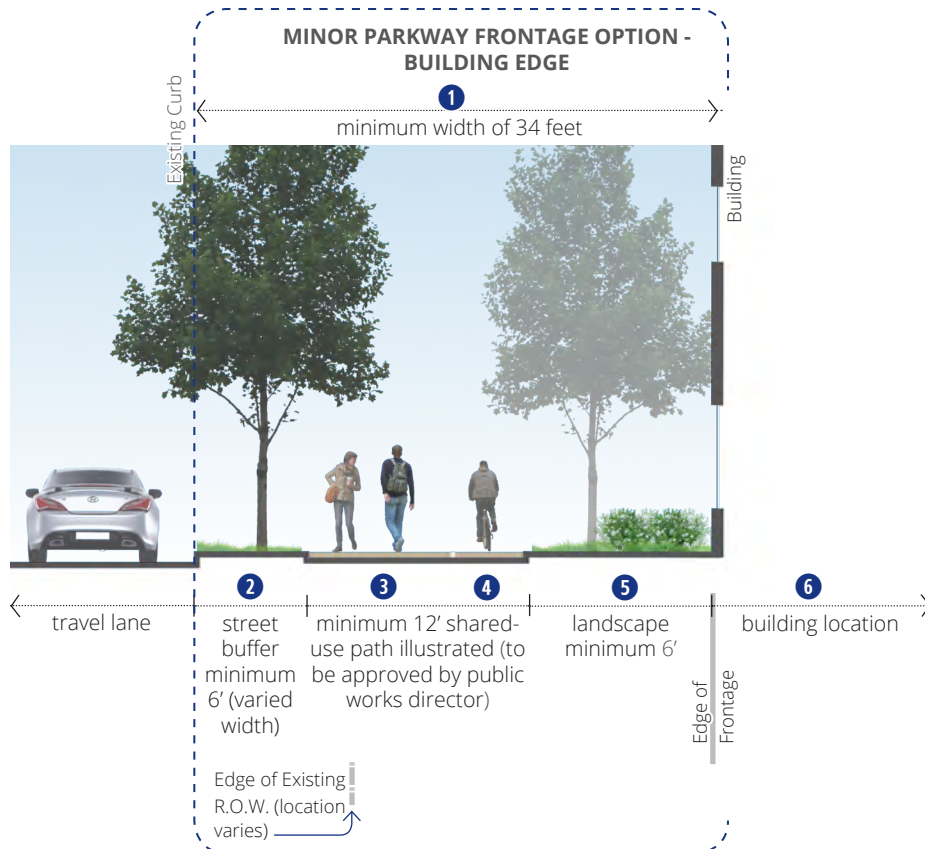 MINOR PARKWAY FRONTAGE OPTION -
BUILDING EDGE
Existing Curb
1
minimum width of 34 feet
Building
2
3
4
5
6
travel lane
street
buffer
minimum
6’ (varied
width)
minimum 12’ shared-
use path illustrated (to
be approved by public
works director)
landscape
minimum 6’
building location
Edge of
Frontage
Edge of Existing
R.O.W. (location
varies)